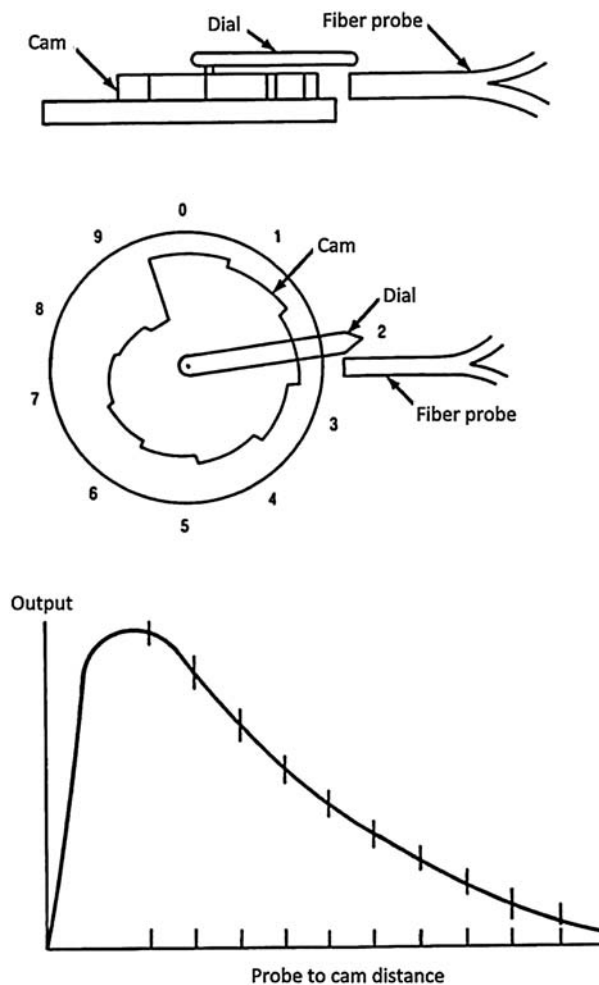 Fiber probe
Dial
Cam
0
9 1
Cam
8
Dial
2
7
Fiber probe
3
6
4
5
Output
Probe to cam distance